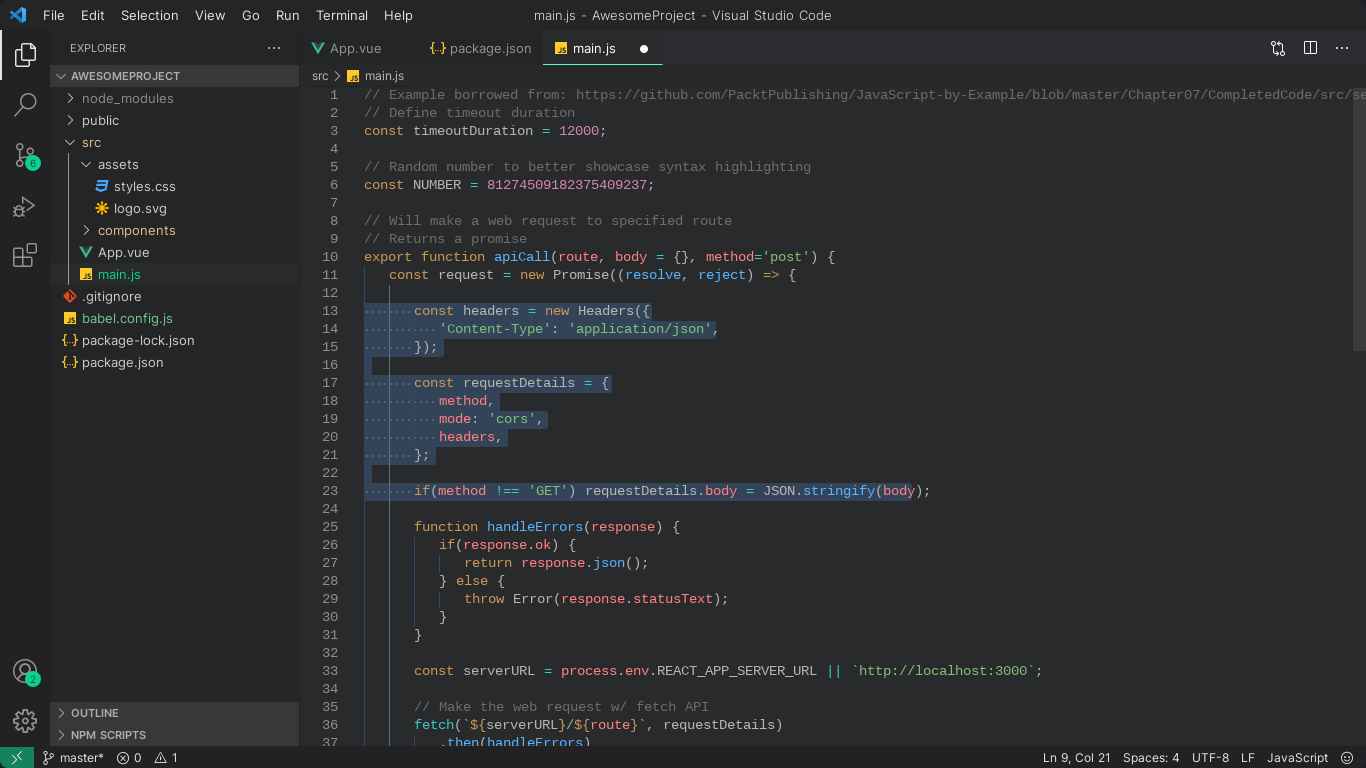 File Edit Selection View Go Run Terminal Help
main.js - AwesomeProject - Visual Studio Code
EXPLORER
App.vue
package.json
main.js
AWESOMEPROJECT
node_modules
public
src
assets
styles.css
logo.svg
components
App.vue
main.js
.gitignore
babel.config.js
package-lock.json
package.json
OUTLINE
NPM SCRIPTS
6
2
src > JS main.js
1 // Example borrowed from: https://github.com/PacktPublishing/JavaScript-by-Example/blob/master/Chapter07/CompletedCode/src/se
2 // Define timeout duration
3 const timeoutDuration = 12000;
4
5 // Random number to better showcase syntax highlighting
6 const NUMBER = 81274509182375409237;
7
8 // Will make a web request to specified route
9 // Returns a promise
10 export function apiCall(route, body = {}, method='post') {
11 const request = new Promise((resolve, reject) => {
12
13 const headers = new Headers({
14 'Content-Type': 'application/json',
15 });
16
17 const requestDetails = {
18 method,
19 mode: 'cors',
20 headers,
21 };
22
23 if(method !== 'GET') requestDetails.body = JSON.stringify(body);
24
25 function handleErrors(response) {
26 if(response.ok) {
27 return response.json();
28 } else {
29 throw Error(response.statusText);
30 }
31 }
32
33 const serverURL = process.env.REACT_APP_SERVER_URL || `http://localhost:3000`;
34
35 // Make the web request w/ fetch API
36 fetch(`${serverURL}/${route}`, requestDetails)
37 .then(handleErrors)
master* 0 1
Ln 9, Col 21 Spaces: 4 UTF-8 LF JavaScript